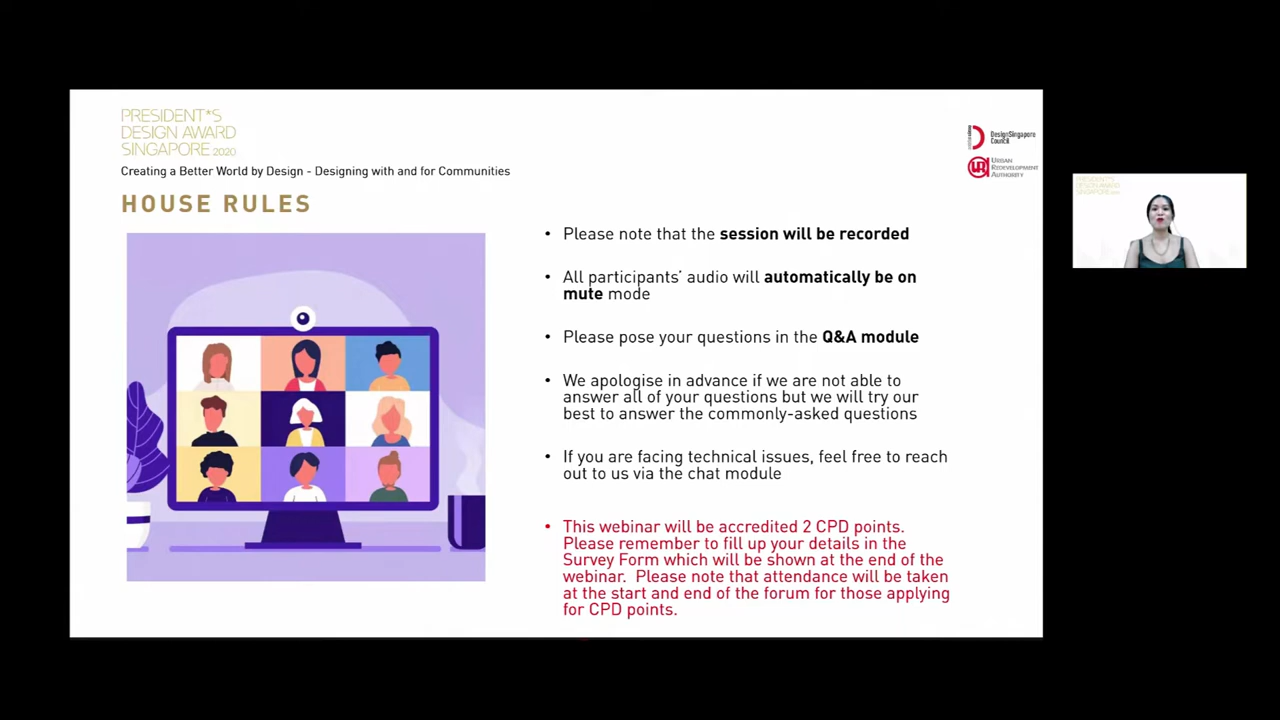 PRESIDENT*S
DESIGN AWARD
SINGAPORE 2020
DesignSingapore
Council
URBAN
REDEVELOPMENT
AUTHORITY
Creating a Better World by Design - Designing with and for Communities
HOUSE RULES
• Please note that the session will be recorded
• All participants’ audio will automatically be on
mute mode
• Please pose your questions in the Q&A module
• We apologise in advance if we are not able to
answer all of your questions but we will try our
best to answer the commonly-asked questions
• If you are facing technical issues, feel free to reach
out to us via the chat module
• This webinar will be accredited 2 CPD points.
Please remember to fill up your details in the
Survey Form which will be shown at the end of the
webinar. Please note that attendance will be taken
at the start and end of the forum for those applying
for CPD points.
PRESIDENT*S
DESIGN AWARD
SINGAPORE